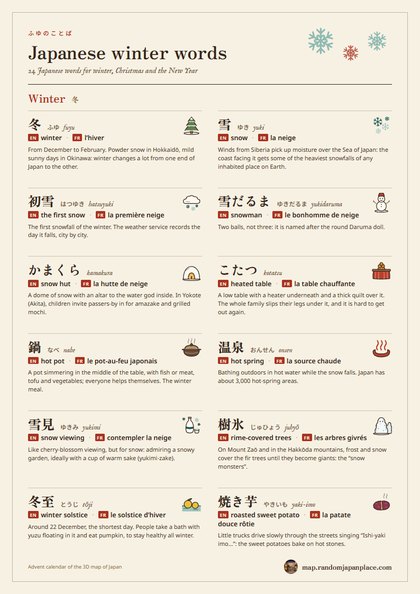 ふゆのことば
Japanese winter words
24 Japanese words for winter, Christmas and the New Year
Winter 冬
冬 ふゆ fuyu
EN winter · FR l'hiver
From December to February. Powder snow in Hokkaidō, mild
sunny days in Okinawa: winter changes a lot from one end of
Japan to the other.
雪 ゆき yuki
EN snow · FR la neige
Winds from Siberia pick up moisture over the Sea of Japan: the
coast facing it gets some of the heaviest snowfalls of any
inhabited place on Earth.
初雪 はつゆき hatsuyuki
EN the first snow · FR la première neige
The first snowfall of the winter. The weather service records the
day it falls, city by city.
雪だるま ゆきだるま yukidaruma
EN snowman · FR le bonhomme de neige
Two balls, not three: it is named after the round Daruma doll.
かまくら kamakura
EN snow hut · FR la hutte de neige
A dome of snow with an altar to the water god inside. In Yokote
(Akita), children invite passers-by in for amazake and grilled
mochi.
こたつ kotatsu
EN heated table · FR la table chauffante
A low table with a heater underneath and a thick quilt over it.
The whole family slips their legs under it, and it is hard to get
out again.
鍋 なべ nabe
EN hot pot · FR le pot-au-feu japonais
A pot simmering in the middle of the table, with fish or meat,
tofu and vegetables; everyone helps themselves. The winter
meal.
温泉 おんせん onsen
EN hot spring · FR la source chaude
Bathing outdoors in hot water while the snow falls. Japan has
about 3,000 hot-spring areas.
雪見 ゆきみ yukimi
EN snow viewing · FR contempler la neige
Like cherry-blossom viewing, but for snow: admiring a snowy
garden, ideally with a cup of warm sake (yukimi-zake).
樹氷 じゅひょう juhyō
EN rime-covered trees · FR les arbres givrés
On Mount Zaō and in the Hakkōda mountains, frost and snow
cover the fir trees until they become giants: the "snow
monsters".
冬至 とうじ tōji
EN winter solstice · FR le solstice d'hiver
Around 22 December, the shortest day. People take a bath with
yuzu floating in it and eat pumpkin, to stay healthy all winter.
焼き芋 やきいも yaki-imo
EN roasted sweet potato · FR la patate
douce rôtie
Little trucks drive slowly through the streets singing "Ishi-yaki
imo…": the sweet potatoes bake on hot stones.
Advent calendar of the 3D map of Japan
map.randomjapanplace.com